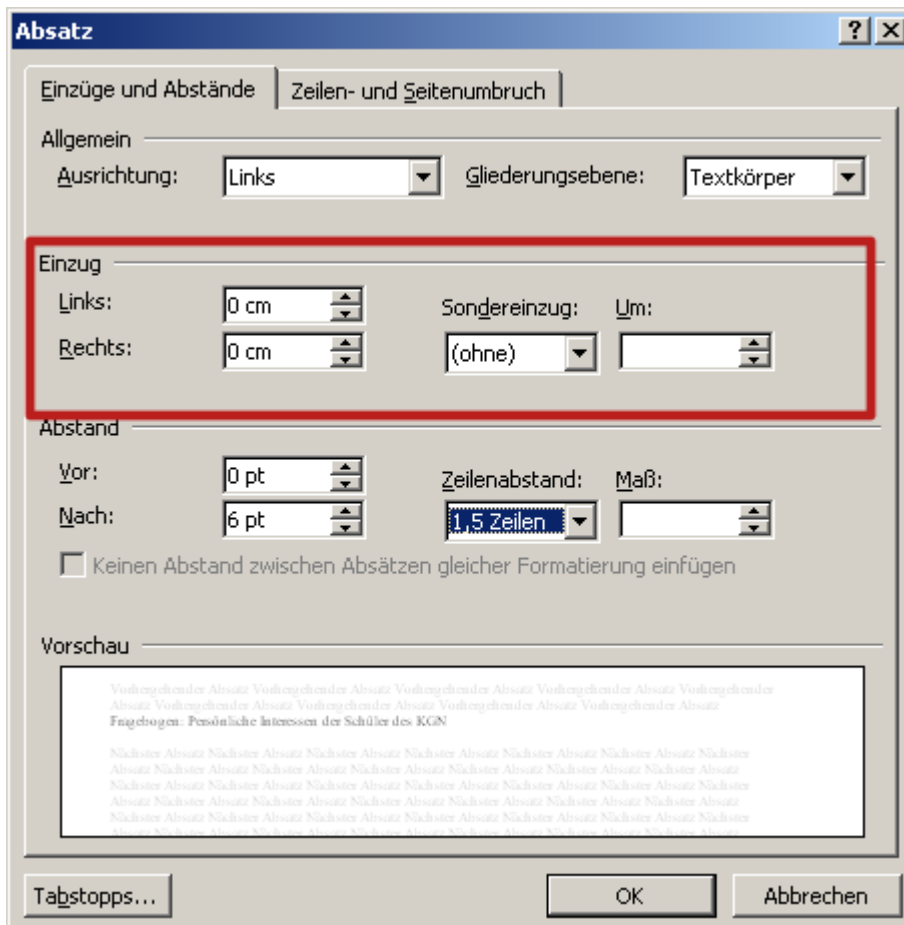 Absatz
Einzüge und Abstände Zeilen- und Seitenumbruch
Allgemein
Ausrichtung: Links Gliederungsebene: Textkörper
Einzug
Links: 0 cm Sondereinzug: Um:
Rechts: 0 cm (ohne)
Abstand
Vor: 0 pt Zeilenabstand: Maß:
Nach: 6 pt 1,5 Zeilen
Keinen Abstand zwischen Absätzen gleicher Formatierung einfügen
Vorschau
Vorhergehender Absatz Vorhergehender Absatz Vorhergehender Absatz Vorhergehender Absatz Vorhergehender
Absatz Vorhergehender Absatz Vorhergehender Absatz Vorhergehender Absatz Vorhergehender Absatz
Fragebogen: Persönliche Interessen der Schüler des KGN
Nächster Absatz Nächster Absatz Nächster Absatz Nächster Absatz Nächster Absatz Nächster Absatz Nächster
Absatz Nächster Absatz Nächster Absatz Nächster Absatz Nächster Absatz Nächster Absatz Nächster Absatz
Nächster Absatz Nächster Absatz Nächster Absatz Nächster Absatz Nächster Absatz Nächster Absatz Nächster
Absatz Nächster Absatz Nächster Absatz Nächster Absatz Nächster Absatz Nächster Absatz Nächster Absatz
Nächster Absatz Nächster Absatz Nächster Absatz Nächster Absatz Nächster Absatz Nächster Absatz Nächster
Absatz Nächster Absatz Nächster Absatz Nächster Absatz Nächster Absatz Nächster Absatz Nächster Absatz
Tabstopps... OK Abbrechen